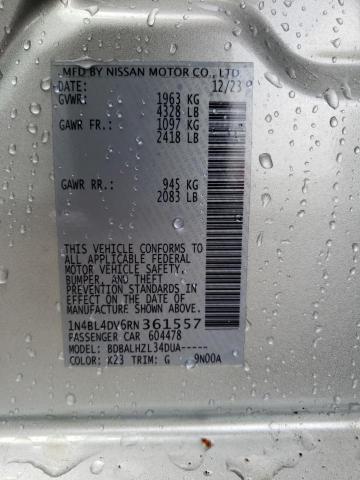 MFD BY NISSAN MOTOR CO., LTD.
DATE: 12/23
GVWR: 1963 KG
4328 LB
GAWR FR.: 1097 KG
2418 LB
GAWR RR.: 945 KG
2083 LB
THIS VEHICLE CONFORMS TO
ALL APPLICABLE FEDERAL
MOTOR VEHICLE SAFETY,
BUMPER, AND THEFT
PREVENTION STANDARDS IN
EFFECT ON THE DATE OF
MANUFACTURE SHOWN ABOVE.
1N4BL4DV6RN361557
PASSENGER CAR 604478
MODEL: BDBALHZL34DUA-----
COLOR: K23 TRIM: G 9N00A